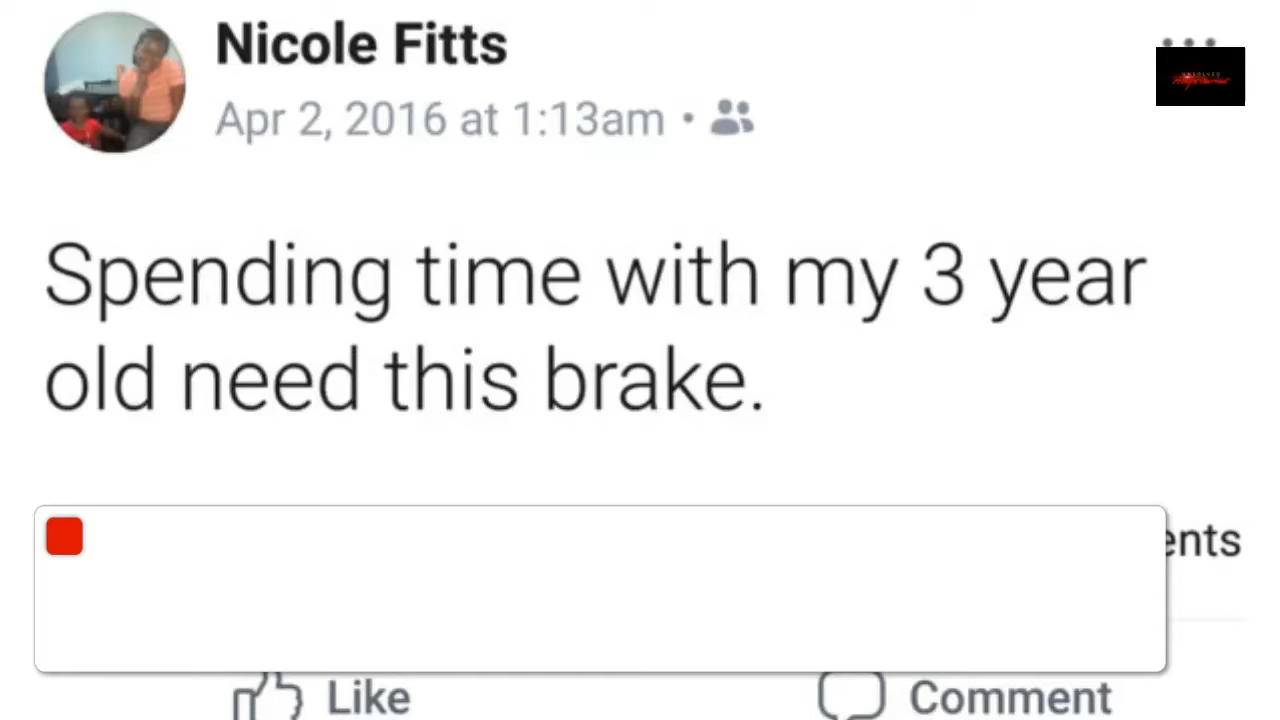 Nicole Fitts
Apr 2, 2016 at 1:13am
UNSOLVED
Spending time with my 3 year
old need this brake.
ents
Like
Comment